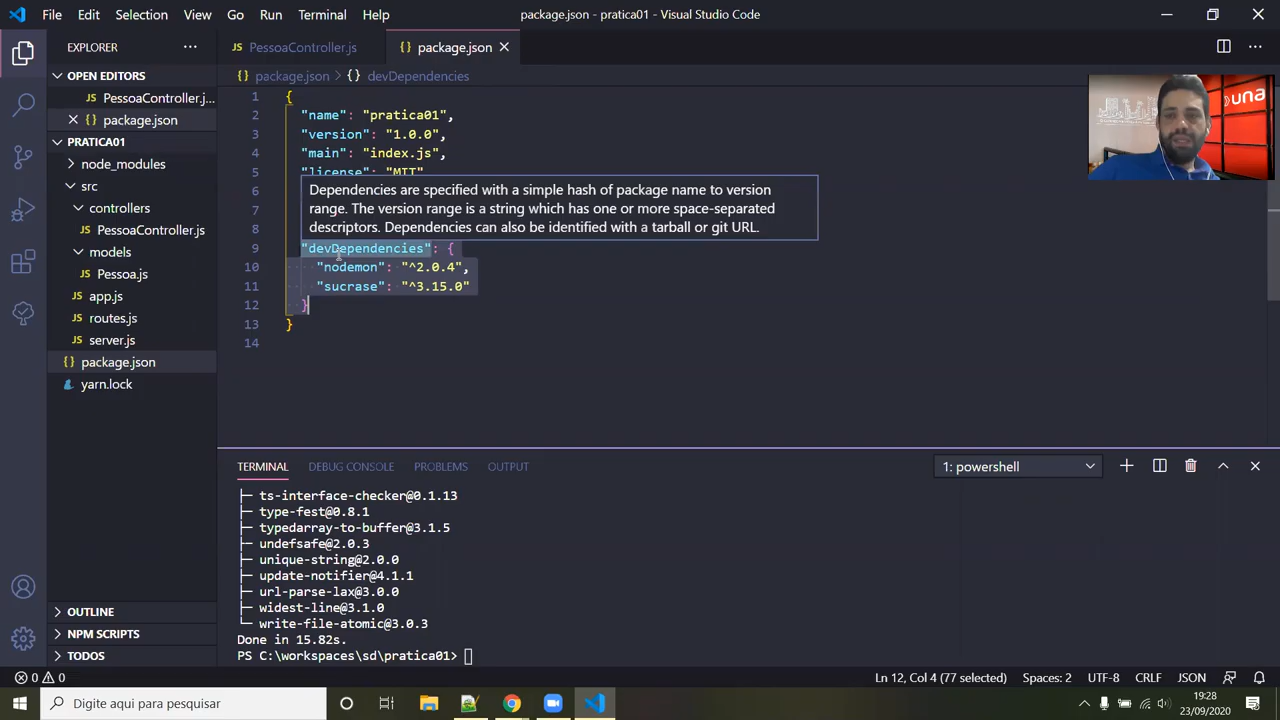 File Edit Selection View Go Run Terminal Help
package.json - pratica01 - Visual Studio Code
EXPLORER
OPEN EDITORS
PessoaController.j...
package.json
PRATICA01
node_modules
src
controllers
PessoaController.js
models
Pessoa.js
app.js
routes.js
server.js
package.json
yarn.lock
OUTLINE
NPM SCRIPTS
TODOS
PessoaController.js package.json
package.json > {} devDependencies
1 {
2 "name": "pratica01",
3 "version": "1.0.0",
4 "main": "index.js",
5 "license": "MIT"
6
7
8
Dependencies are specified with a simple hash of package name to version
range. The version range is a string which has one or more space-separated
descriptors. Dependencies can also be identified with a tarball or git URL.
9 "devDependencies": {
10 "nodemon": "^2.0.4",
11 "sucrase": "^3.15.0"
12 }
13 }
14
una
TERMINAL DEBUG CONSOLE PROBLEMS OUTPUT
1: powershell
├─ ts-interface-checker@0.1.13
├─ type-fest@0.8.1
├─ typedarray-to-buffer@3.1.5
├─ undefsafe@2.0.3
├─ unique-string@2.0.0
├─ update-notifier@4.1.1
├─ url-parse-lax@3.0.0
├─ widest-line@3.1.0
└─ write-file-atomic@3.0.3
Done in 15.82s.
PS C:\workspaces\sd\pratica01>
0 0
Ln 12, Col 4 (77 selected) Spaces: 2 UTF-8 CRLF JSON
Digite aqui para pesquisar
19:28
23/09/2020